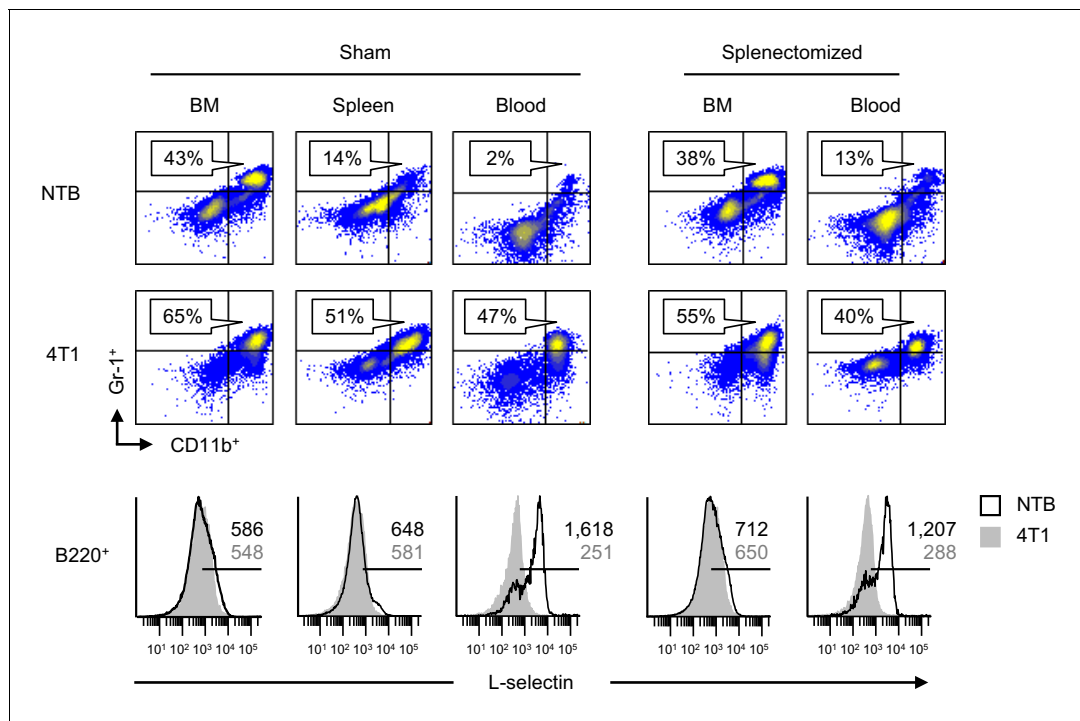 Sham Splenectomized
BM Spleen Blood BM Blood
NTB 43% 14% 2% 38% 13%
4T1 65% 51% 47% 55% 40%
Gr-1⁺
CD11b⁺
NTB
4T1
B220⁺
586 648 1,618 712 1,207
548 581 251 650 288
10¹ 10² 10³ 10⁴ 10⁵ 10¹ 10² 10³ 10⁴ 10⁵ 10¹ 10² 10³ 10⁴ 10⁵ 10¹ 10² 10³ 10⁴ 10⁵ 10¹ 10² 10³ 10⁴ 10⁵
L-selectin